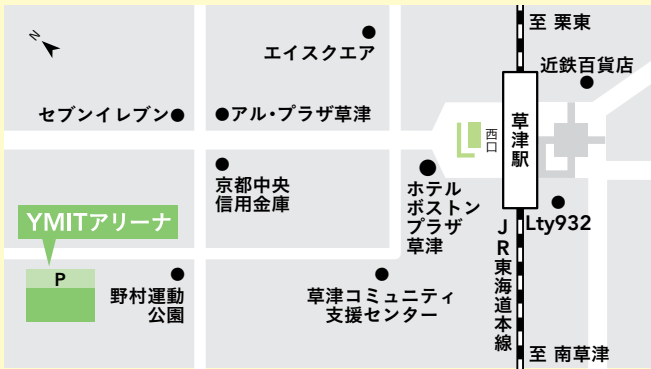 N
至 栗東
エイスクエア
近鉄百貨店
セブンイレブン
アル・プラザ草津
草津駅
西口
京都中央
信用金庫
ホテル
ボストン
プラザ
草津
YMITアリーナ
Lty932
P
野村運動
公園
草津コミュニティ
支援センター
JR東海道本線
至 南草津